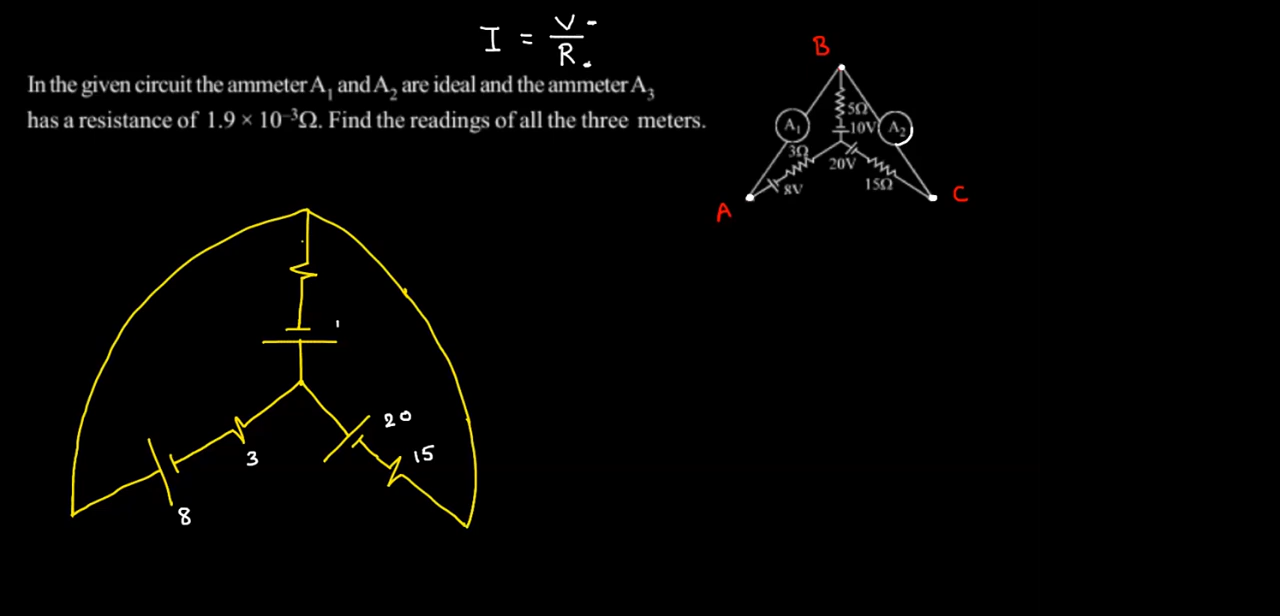 I = V / R
In the given circuit the ammeter A₁ and A₂ are ideal and the ammeter A₃
has a resistance of 1.9 × 10⁻³Ω. Find the readings of all the three meters.
B
5Ω
A₁
10V
A₂
3Ω
20V
8V
15Ω
A
C
1
20
15
3
8